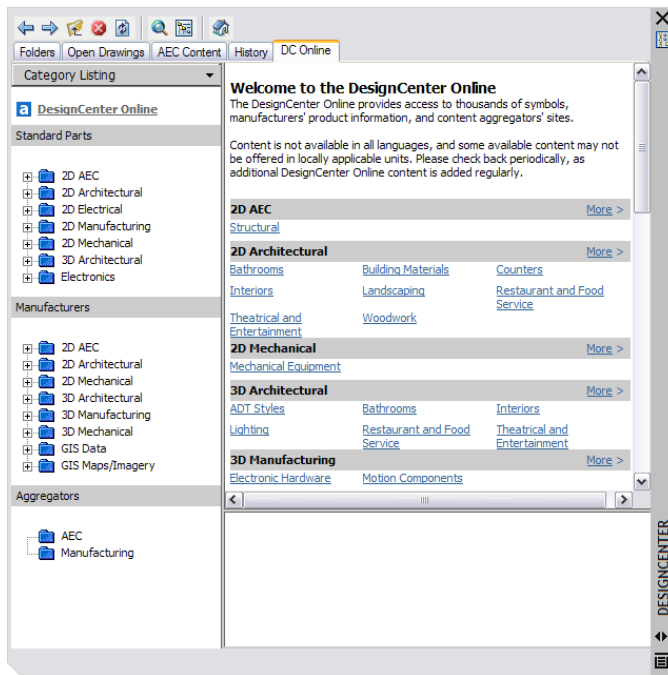 Folders Open Drawings AEC Content History DC Online
Category Listing
a DesignCenter Online
Standard Parts
2D AEC
2D Architectural
2D Electrical
2D Manufacturing
2D Mechanical
3D Architectural
Electronics
Manufacturers
2D AEC
2D Architectural
2D Mechanical
3D Architectural
3D Manufacturing
3D Mechanical
GIS Data
GIS Maps/Imagery
Aggregators
AEC
Manufacturing
Welcome to the DesignCenter Online
The DesignCenter Online provides access to thousands of symbols,
manufacturers' product information, and content aggregators' sites.
Content is not available in all languages, and some available content may not
be offered in locally applicable units. Please check back periodically, as
additional DesignCenter Online content is added regularly.
2D AEC More >
Structural
2D Architectural More >
Bathrooms Building Materials Counters
Interiors Landscaping Restaurant and Food
Service
Theatrical and Woodwork
Entertainment
2D Mechanical More >
Mechanical Equipment
3D Architectural More >
ADT Styles Bathrooms Interiors
Lighting Restaurant and Food Theatrical and
Service Entertainment
3D Manufacturing More >
Electronic Hardware Motion Components
DESIGNCENTER